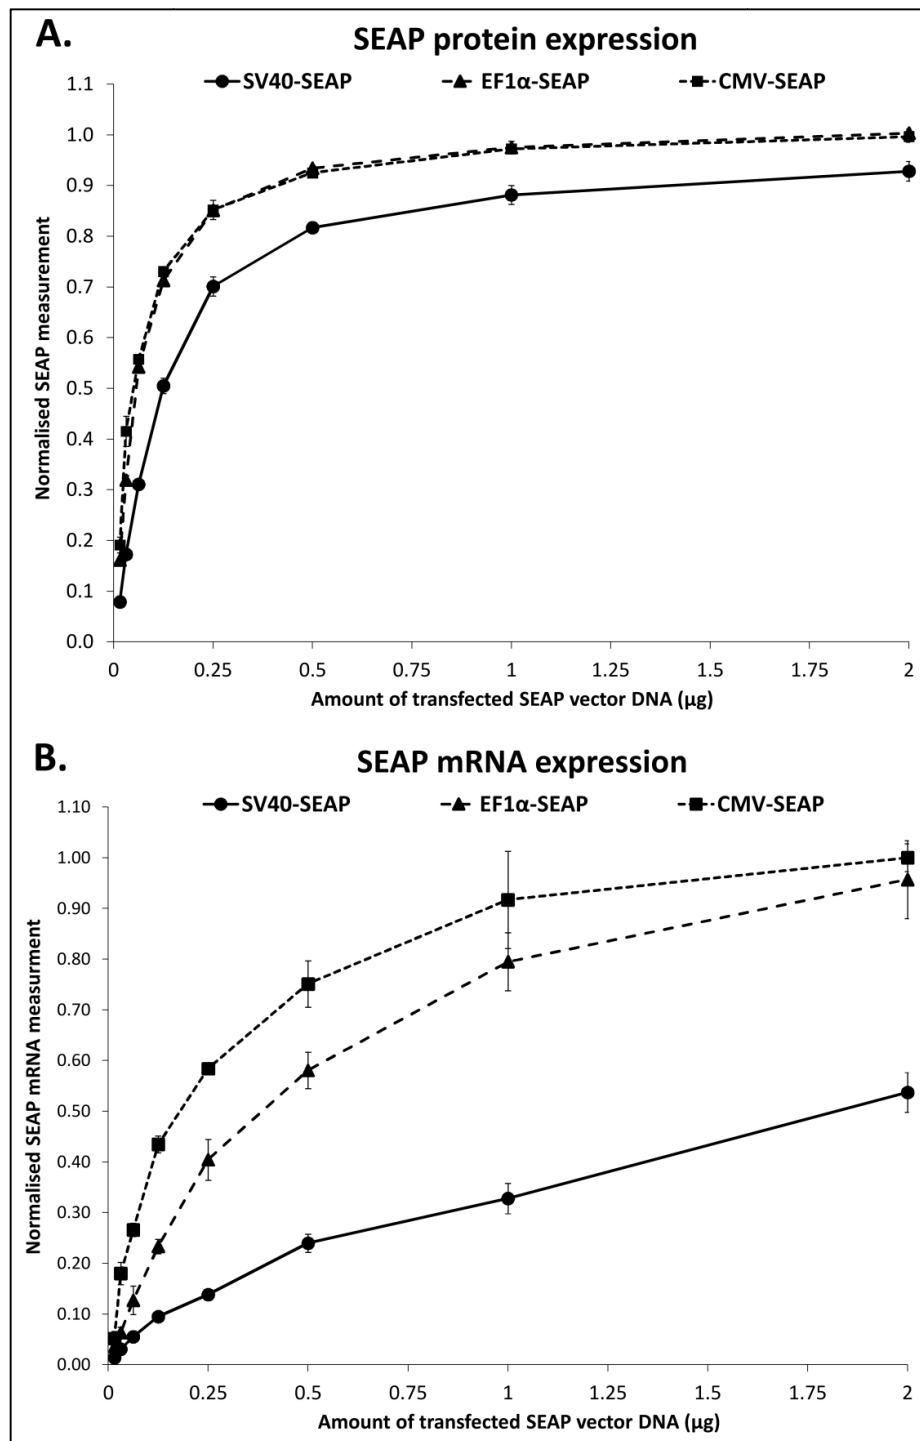 A.
SEAP protein expression
SV40-SEAP EF1α-SEAP CMV-SEAP
1.1
1.0
0.9
0.8
0.7
0.6
0.5
0.4
0.3
0.2
0.1
0.0
Normalised SEAP measurement
0 0.25 0.5 0.75 1 1.25 1.5 1.75 2
Amount of transfected SEAP vector DNA (µg)
B.
SEAP mRNA expression
SV40-SEAP EF1α-SEAP CMV-SEAP
1.10
1.00
0.90
0.80
0.70
0.60
0.50
0.40
0.30
0.20
0.10
0.00
Normalised SEAP mRNA measurment
0 0.25 0.5 0.75 1 1.25 1.5 1.75 2
Amount of transfected SEAP vector DNA (µg)